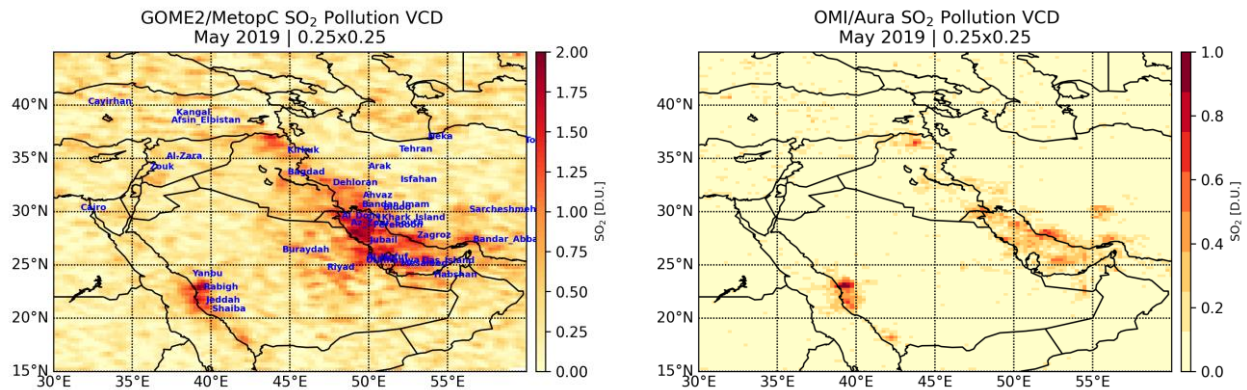 GOME2/MetopC SO₂ Pollution VCD
May 2019 | 0.25x0.25
40°N
35°N
30°N
25°N
20°N
15°N
30°E
35°E
40°E
45°E
50°E
55°E
Cayirhan
Kangal
Afsin_Elbistan
Neka
To
Kirkuk
Tehran
Al-Zara
Zouk
Arak
Bagdad
Isfahan
Dehloran
Ahvaz
Bandar_Imam
Cairo
Sarcheshmeh
Khark_Island
Zagroz
Jubail
Bandar_Abba
Buraydah
Riyad
Habshan
Yanbu
Rabigh
Jeddah
Shaiba
2.00
1.75
1.50
1.25
1.00
0.75
0.50
0.25
0.00
SO₂ [D.U.]
OMI/Aura SO₂ Pollution VCD
May 2019 | 0.25x0.25
40°N
35°N
30°N
25°N
20°N
15°N
30°E
35°E
40°E
45°E
50°E
55°E
1.0
0.8
0.6
0.4
0.2
0.0
SO₂ [D.U.]